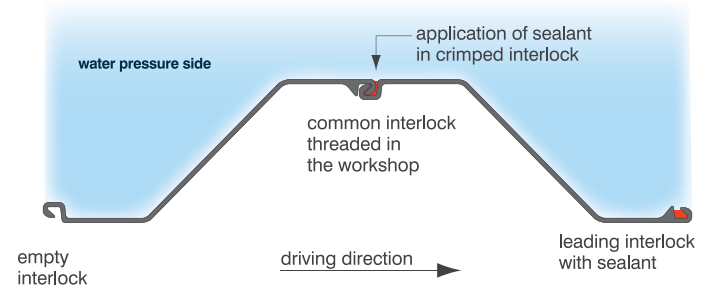 application of sealant
in crimped interlock
water pressure side
common interlock
threaded in
the workshop
empty
interlock
driving direction
leading interlock
with sealant